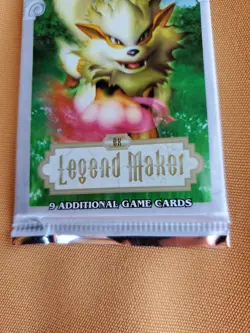 EX
Legend Maker
9 ADDITIONAL GAME CARDS